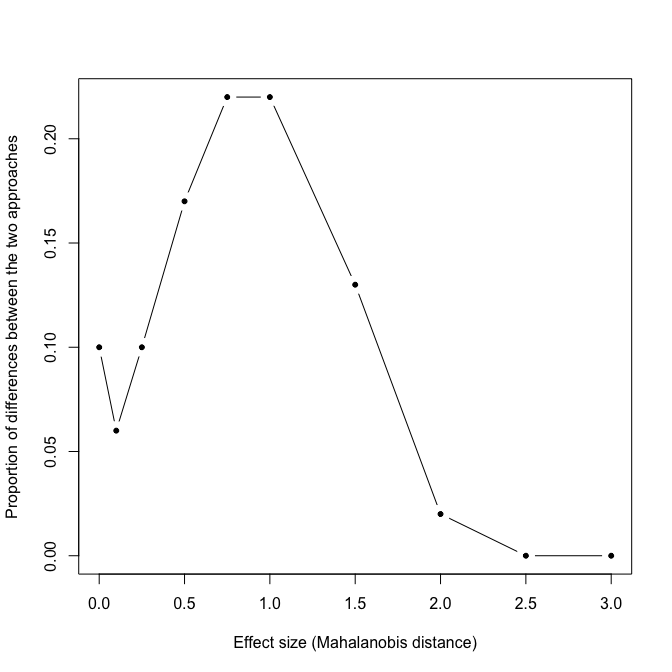 Proportion of differences between the two approaches
0.20
0.15
0.10
0.05
0.00
0.0 0.5 1.0 1.5 2.0 2.5 3.0
Effect size (Mahalanobis distance)